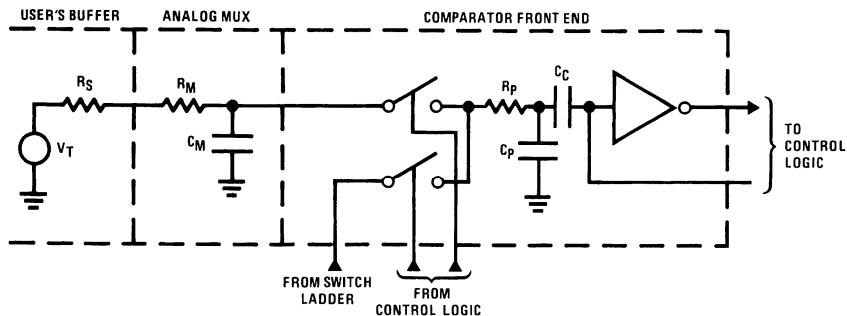 USER'S BUFFER
ANALOG MUX
COMPARATOR FRONT END
RS
RM
RP
CC
VT
CM
CP
TO
CONTROL
LOGIC
FROM SWITCH
LADDER
FROM
CONTROL LOGIC